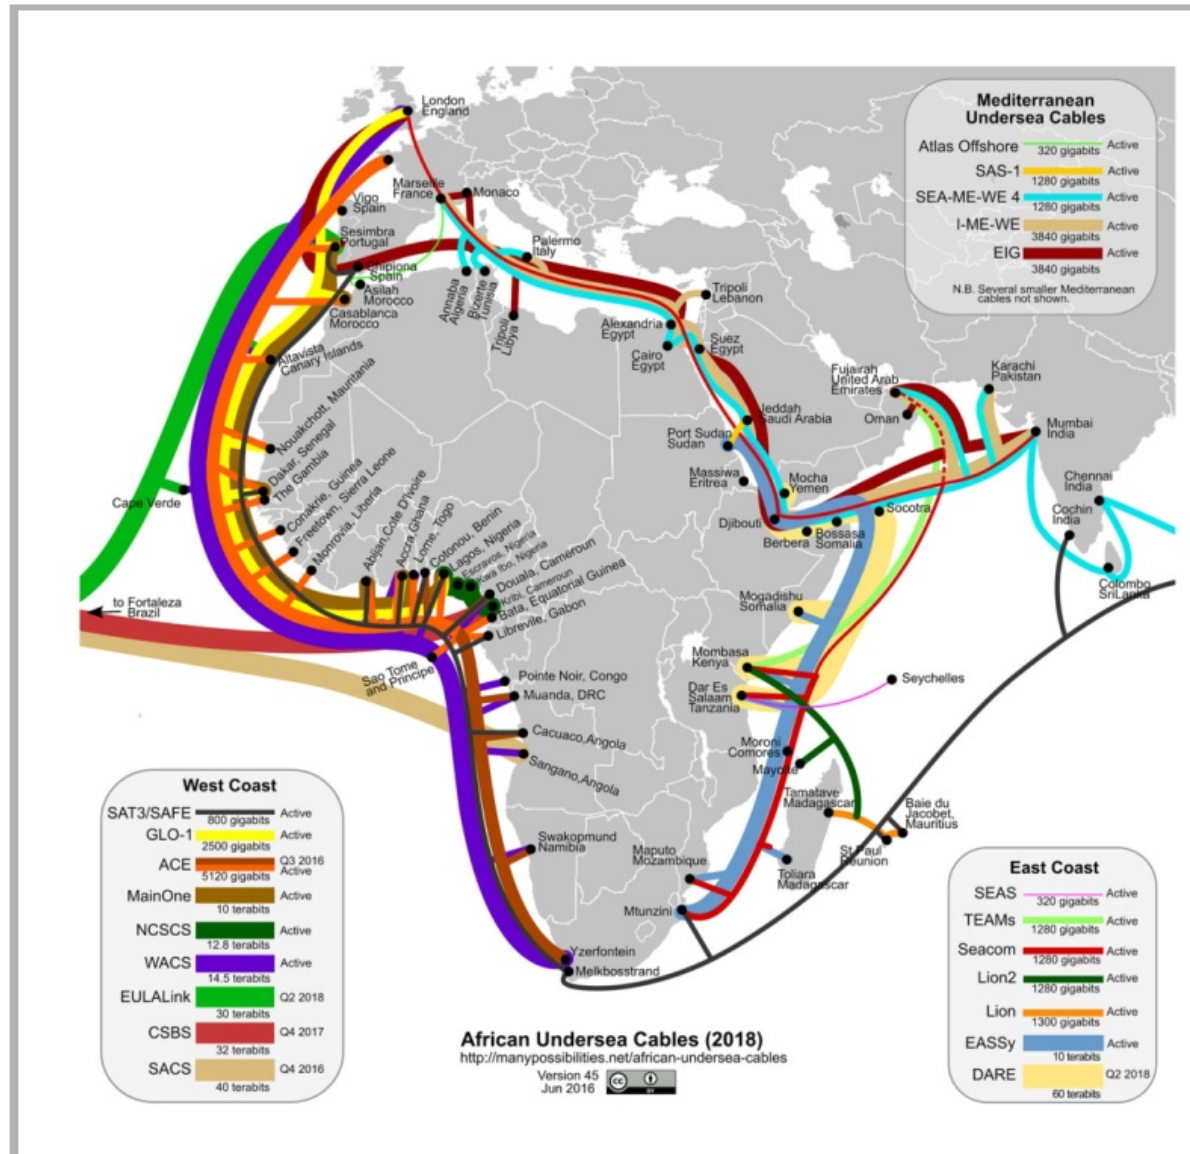 London
England
Marseille
France
Monaco
Vigo
Spain
Sesimbra
Portugal
Chipiona
Spain
Asilah
Morocco
Casablanca
Morocco
Palermo
Italy
Annaba
Algeria
Bizerte
Tunisia
Tripoli
Libya
Tripoli
Lebanon
Alexandria
Egypt
Cairo
Egypt
Suez
Egypt
Altavista
Canary Islands
Nouakchott, Mauritania
Dakar, Senegal
The Gambia
Conakrie, Guinea
Freetown, Sierra Leone
Monrovia, Liberia
Abijan, Cote D'Ivoire
Accra, Ghana
Lome, Togo
Cotonou, Benin
Lagos, Nigeria
Escravos, Nigeria
Kwa Ibo, Nigeria
Douala, Cameroun
Kribi, Cameroun
Bata, Equatorial Guinea
Libreville, Gabon
Cape Verde
to Fortaleza
Brazil
Sao Tome
and Principe
Pointe Noir, Congo
Muanda, DRC
Cacuaco,Angola
Sangano,Angola
Swakopmund
Namibia
Yzerfontein
Melkbosstrand
Jeddah
Saudi Arabia
Port Sudan
Sudan
Massiwa
Eritrea
Mocha
Yemen
Djibouti
Berbera
Bossasa
Somalia
Socotra
Fujairah
United Arab
Emirates
Oman
Karachi
Pakistan
Mumbai
India
Chennai
India
Cochin
India
Colombo
SriLanka
Mogadishu
Somalia
Mombasa
Kenya
Dar Es
Salaam
Tanzania
Seychelles
Moroni
Comores
Mayotte
Tamatave
Madagascar
Baie du
Jacobet,
Mauritius
St Paul
Reunion
Toliara
Madagascar
Maputo
Mozambique
Mtunzini
Mediterranean
Undersea Cables
Atlas Offshore 320 gigabits Active
SAS-1 1280 gigabits Active
SEA-ME-WE 4 1280 gigabits Active
I-ME-WE 3840 gigabits Active
EIG 3840 gigabits Active
N.B. Several smaller Mediterranean
cables not shown.
West Coast
SAT3/SAFE 800 gigabits Active
GLO-1 2500 gigabits Active
ACE 5120 gigabits Q3 2016 Active
MainOne 10 terabits Active
NCSCS 12.8 terabits Active
WACS 14.5 terabits Active
EULALink 30 terabits Q2 2018
CSBS 32 terabits Q4 2017
SACS 40 terabits Q4 2016
East Coast
SEAS 320 gigabits Active
TEAMs 1280 gigabits Active
Seacom 1280 gigabits Active
Lion2 1280 gigabits Active
Lion 1300 gigabits Active
EASSy 10 terabits Active
DARE 60 terabits Q2 2018
African Undersea Cables (2018)
http://manypossibilities.net/african-undersea-cables
Version 45
Jun 2016
cc
BY